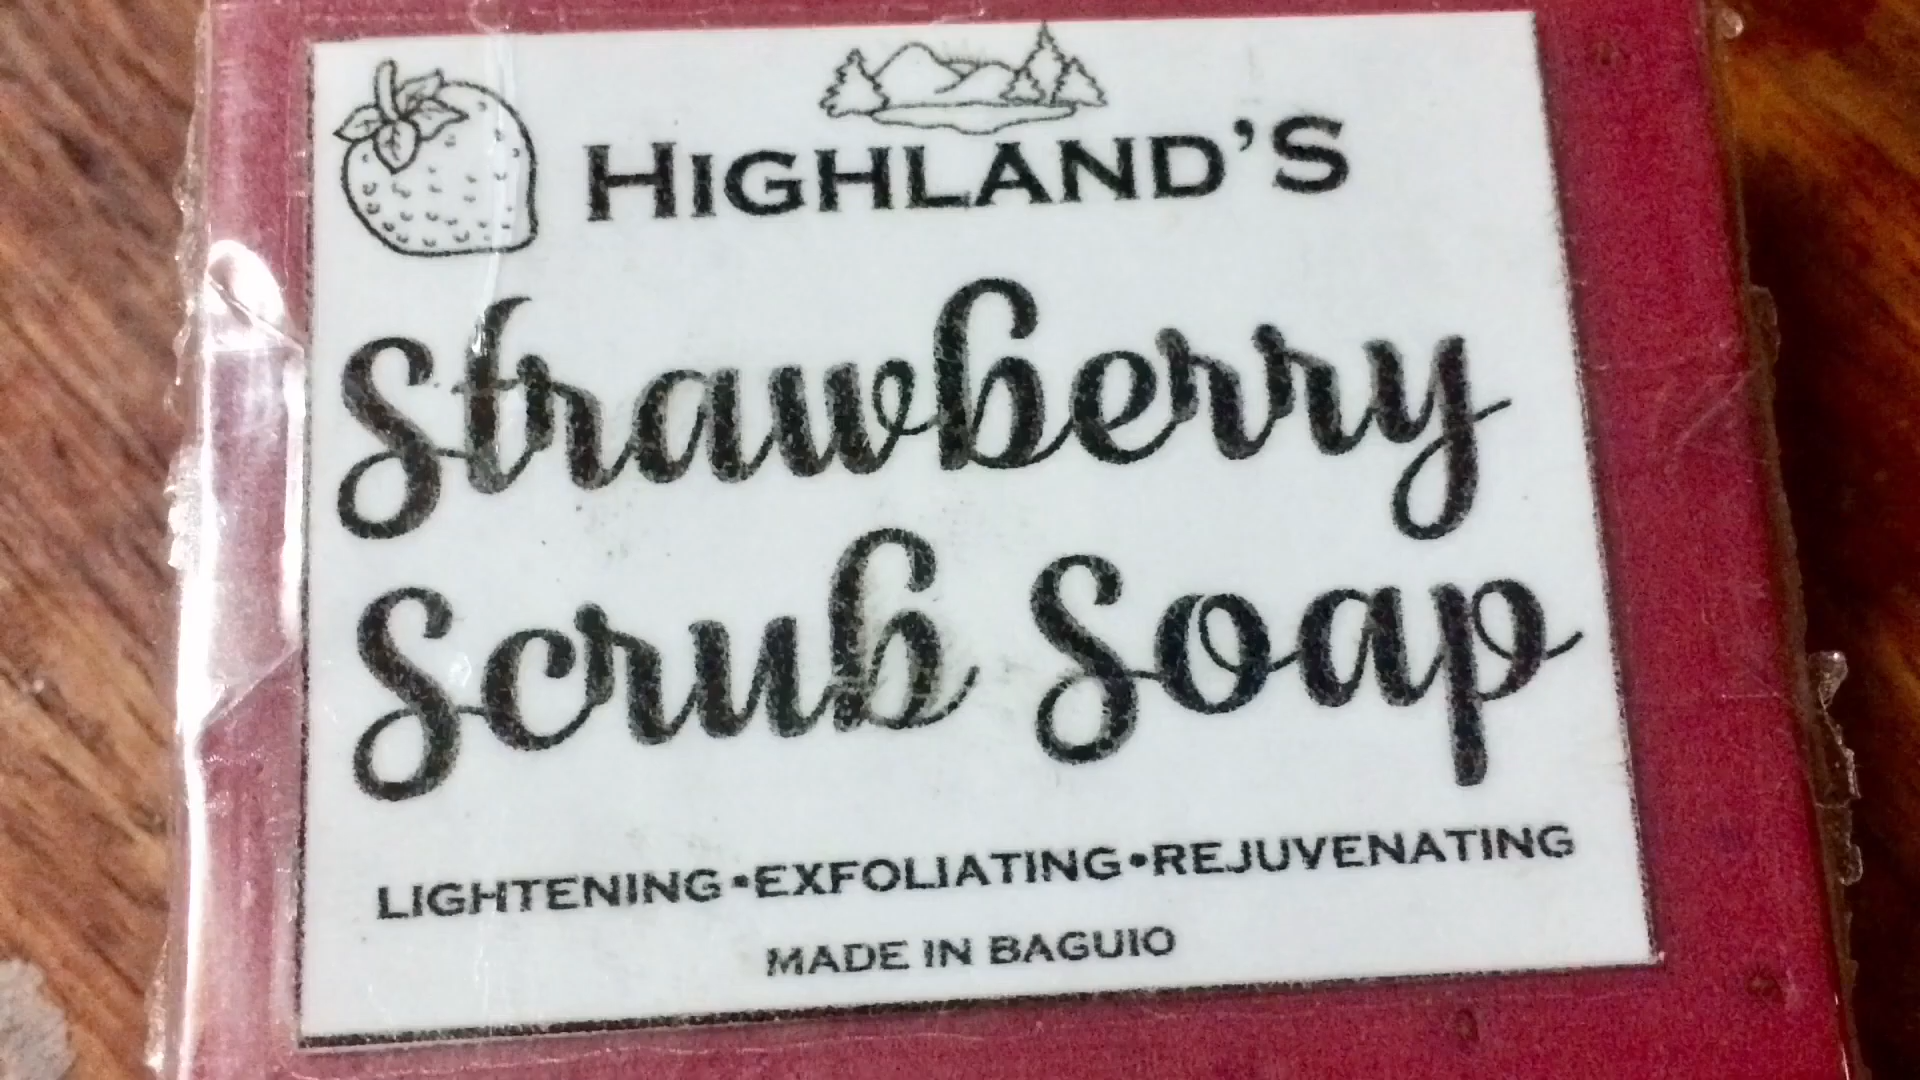 HIGHLAND'S
Strawberry
Scrub Soap
LIGHTENING•EXFOLIATING•REJUVENATING
MADE IN BAGUIO